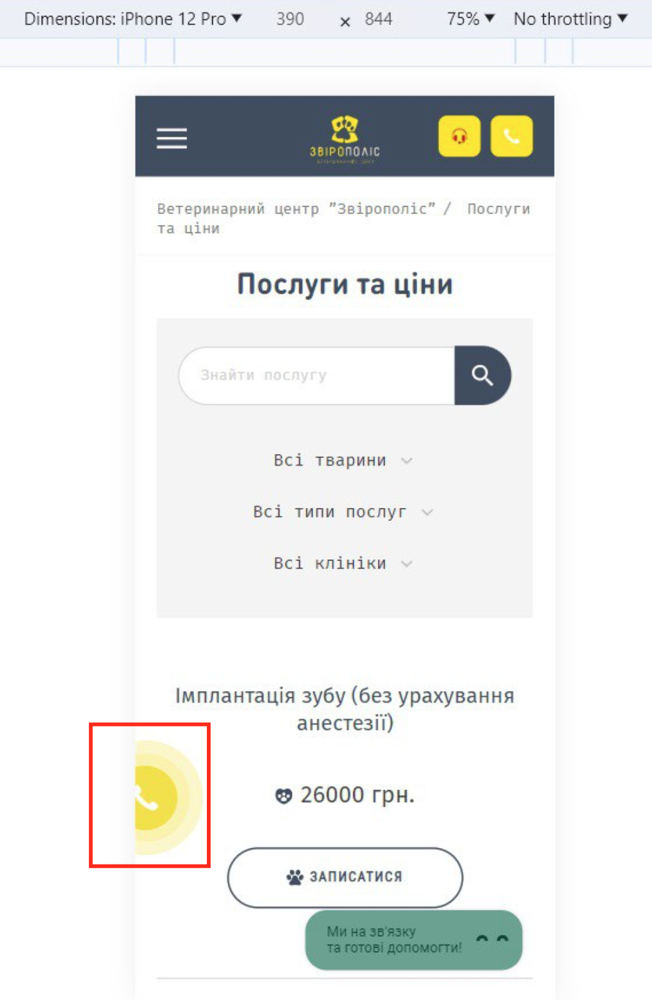 Dimensions: iPhone 12 Pro ▼ 390 × 844 75% ▼ No throttling ▼
ЗВІРОПОЛІС
Ветеринарний центр "Звірополіс" / Послуги
та ціни
Послуги та ціни
Знайти послугу
Всі тварини
Всі типи послуг
Всі клініки
Імплантація зубу (без урахування
анестезії)
26000 грн.
ЗАПИСАТИСЯ
Ми на зв'язку
та готові допомогти!